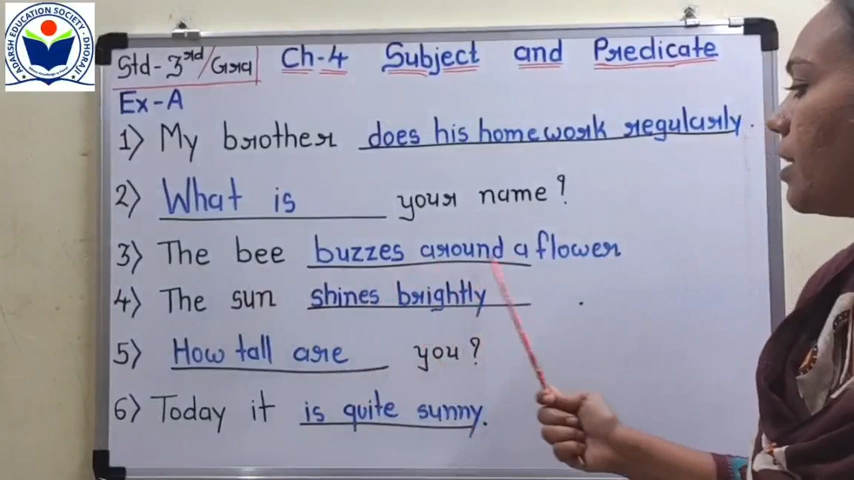 ADARSH EDUCATION SOCIETY, DHORAJI
Std-3rd/Gra Ch-4 Subject and Predicate
Ex-A
1) My brother does his homework regularly.
2) What is your name?
3) The bee buzzes around a flower
4) The sun shines brightly .
5) How tall are you?
6) Today it is quite sunny.